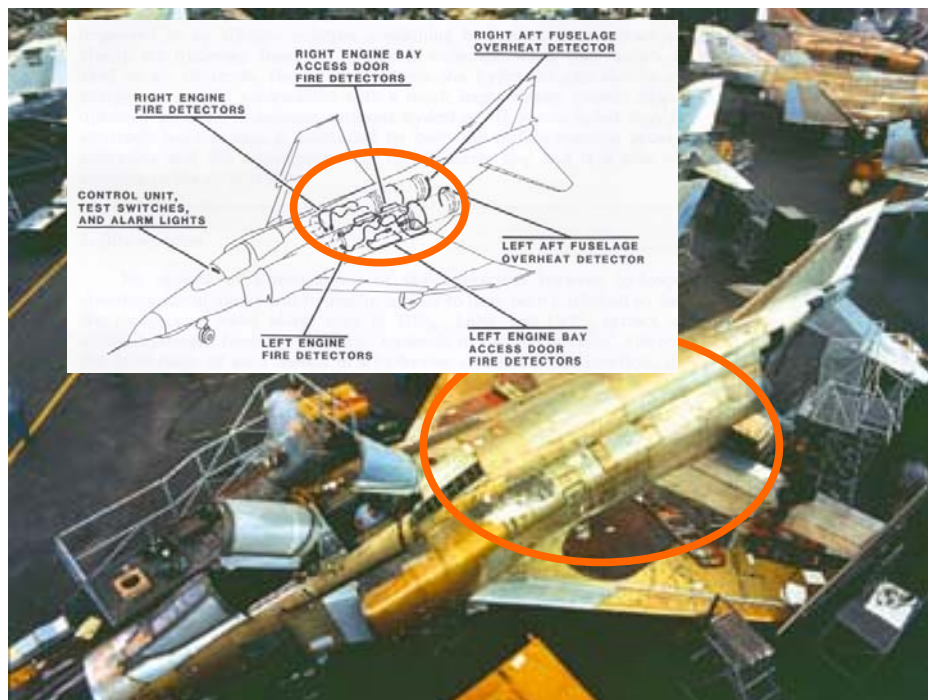 RIGHT AFT FUSELAGE
OVERHEAT DETECTOR
RIGHT ENGINE BAY
ACCESS DOOR
FIRE DETECTORS
RIGHT ENGINE
FIRE DETECTORS
CONTROL UNIT,
TEST SWITCHES,
AND ALARM LIGHTS
LEFT AFT FUSELAGE
OVERHEAT DETECTOR
LEFT ENGINE
FIRE DETECTORS
LEFT ENGINE BAY
ACCESS DOOR
FIRE DETECTORS